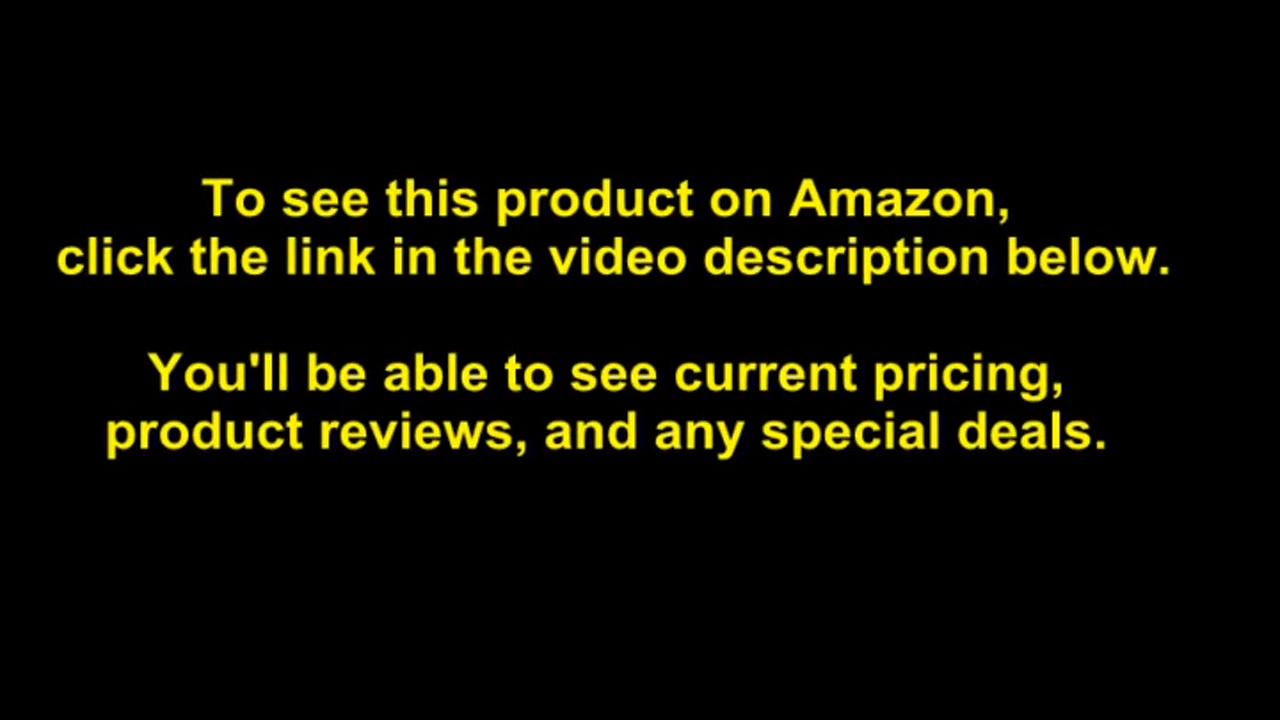 To see this product on Amazon,
click the link in the video description below.
You'll be able to see current pricing,
product reviews, and any special deals.